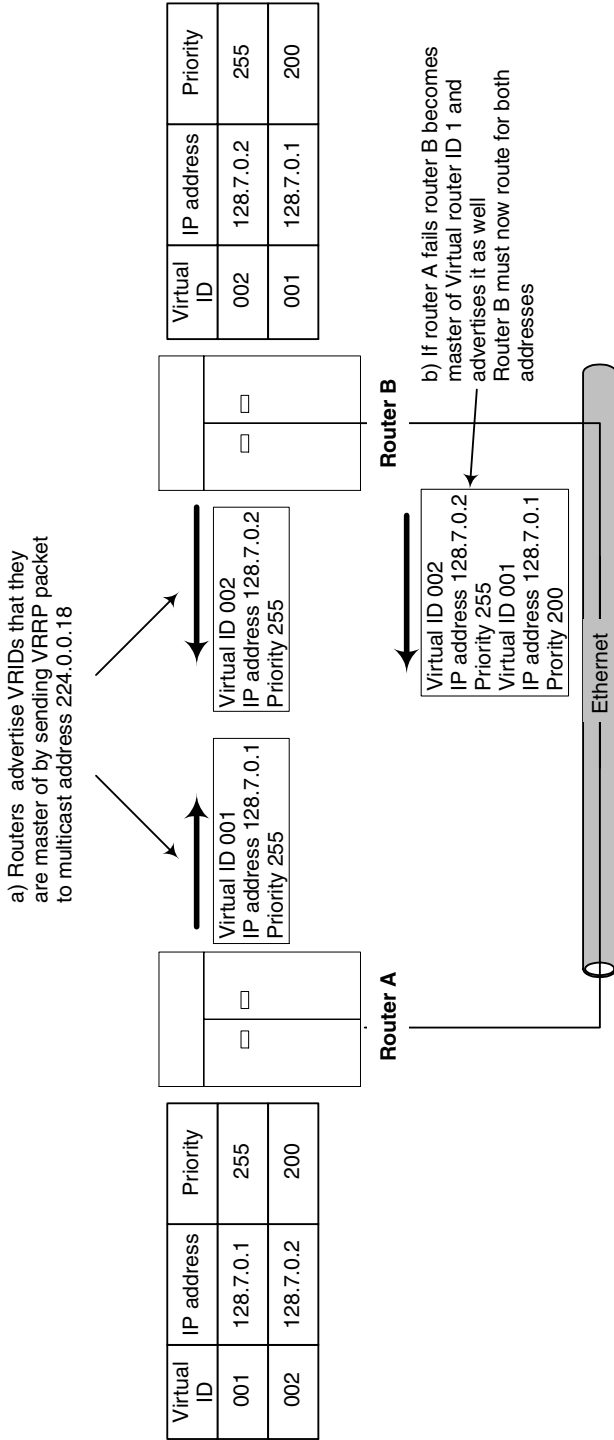 a) Routers advertise VRIDs that they
are master of by sending VRRP packet
to multicast address 224.0.0.18
Virtual
ID
IP address
Priority
001
128.7.0.1
255
002
128.7.0.2
200
Router A
Virtual ID 001
IP address 128.7.0.1
Priority 255
Virtual ID 002
IP address 128.7.0.2
Priority 255
Router B
Virtual
ID
IP address
Priority
002
128.7.0.2
255
001
128.7.0.1
200
Virtual ID 002
IP address 128.7.0.2
Priority 255
Virtual ID 001
IP address 128.7.0.1
Prority 200
b) If router A fails router B becomes
master of Virtual router ID 1 and
advertises it as well
Router B must now route for both
addresses
Ethernet